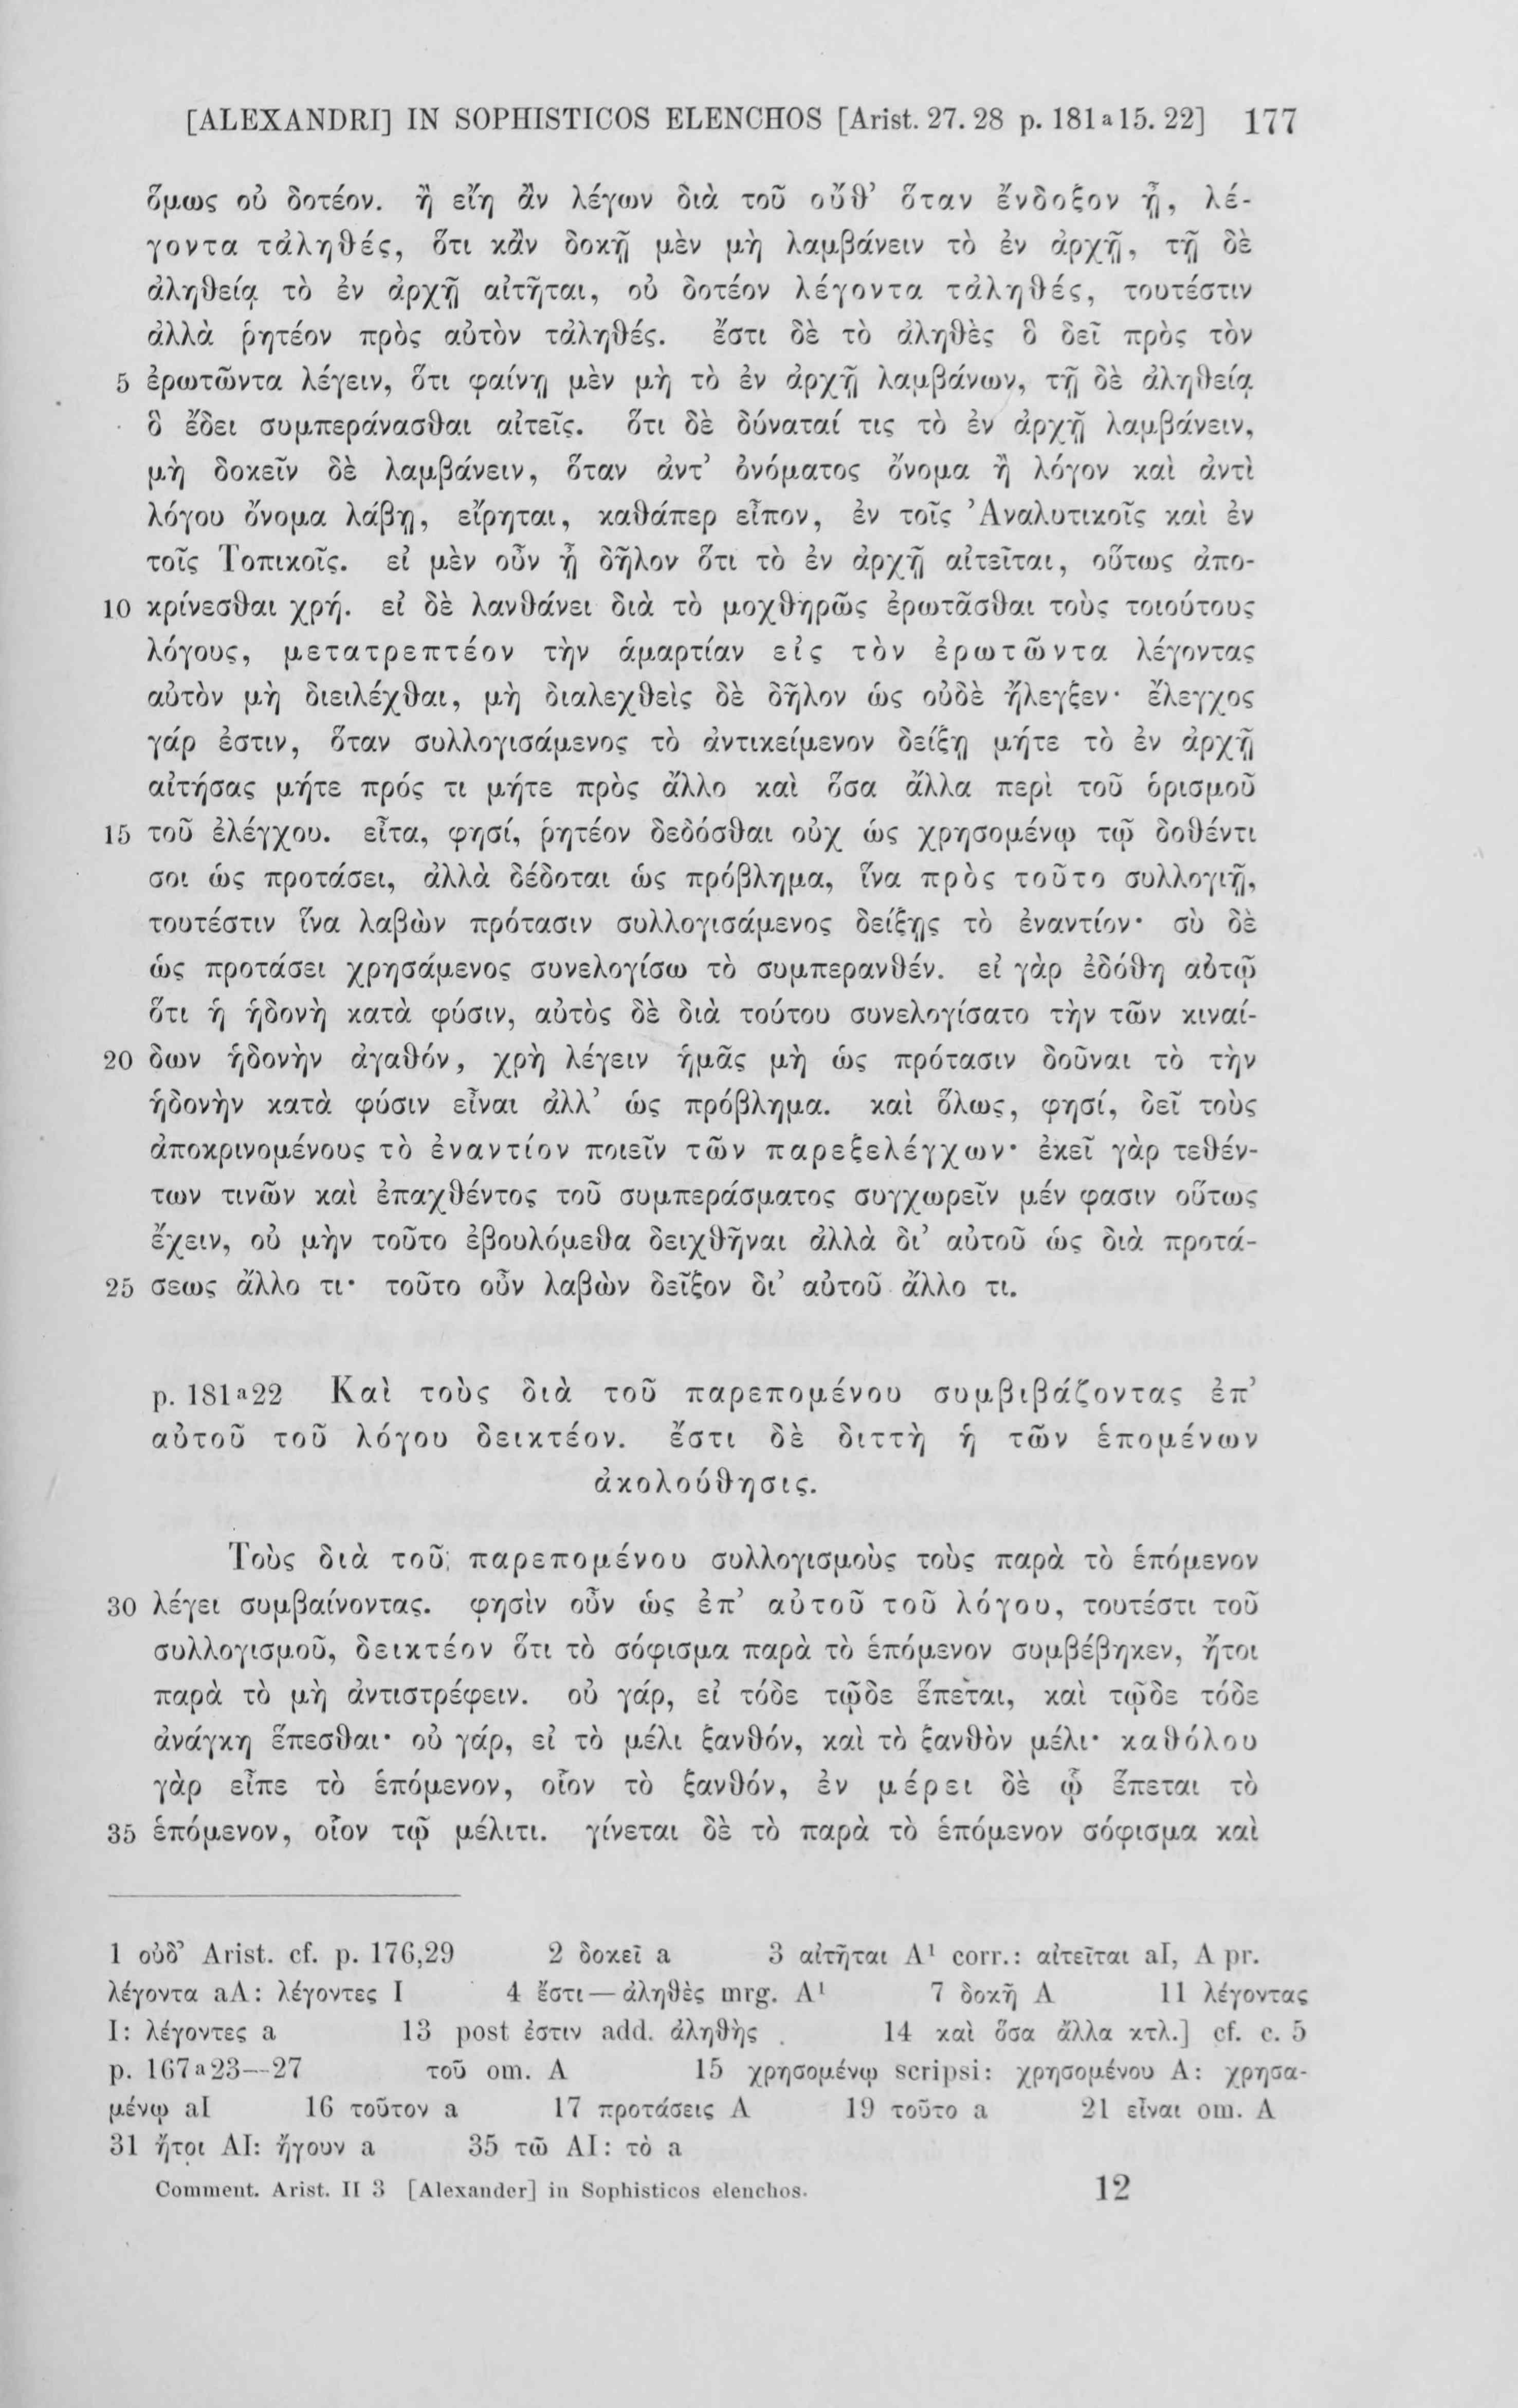 [ALEXANDRI] IN SOPHISTICOS ELENCHOS [Arist. 27. 28 p. 181ª15. 22] 177
ὅμως οὐ δοτέον. ἢ εἴη ἂν λέγων διὰ τοῦ οὔθ’ ὅταν ἔνδοξον ᾖ, λέ-
γοντα τἀληθές, ὅτι κἂν δοκῇ μὲν μὴ λαμβάνειν τὸ ἐν ἀρχῇ, τῇ δὲ
ἀληθείᾳ τὸ ἐν ἀρχῇ αἰτῆται, οὐ δοτέον λέγοντα τἀληθές, τουτέστιν
ἀλλὰ ῥητέον πρὸς αὐτὸν τἀληθές. ἔστι δὲ τὸ ἀληθὲς ὃ δεῖ πρὸς τὸν
5 ἐρωτῶντα λέγειν, ὅτι φαίνῃ μὲν μὴ τὸ ἐν ἀρχῇ λαμβάνων, τῇ δὲ ἀληθείᾳ
ὃ ἔδει συμπεράνασθαι αἰτεῖς. ὅτι δὲ δύναταί τις τὸ ἐν ἀρχῇ λαμβάνειν,
μὴ δοκεῖν δὲ λαμβάνειν, ὅταν ἀντ’ ὀνόματος ὄνομα ἢ λόγον καὶ ἀντὶ
λόγου ὄνομα λάβῃ, εἴρηται, καθάπερ εἶπον, ἐν τοῖς Ἀναλυτικοῖς καὶ ἐν
τοῖς Τοπικοῖς. εἰ μὲν οὖν ᾖ δῆλον ὅτι τὸ ἐν ἀρχῇ αἰτεῖται, οὕτως ἀπο-
10 κρίνεσθαι χρή. εἰ δὲ λανθάνει διὰ τὸ μοχθηρῶς ἐρωτᾶσθαι τοὺς τοιούτους
λόγους, μετατρεπτέον τὴν ἁμαρτίαν εἰς τὸν ἐρωτῶντα λέγοντας
αὐτὸν μὴ διειλέχθαι, μὴ διαλεχθεὶς δὲ δῆλον ὡς οὐδὲ ἤλεγξεν· ἔλεγχος
γάρ ἐστιν, ὅταν συλλογισάμενος τὸ ἀντικείμενον δείξῃ μήτε τὸ ἐν ἀρχῇ
αἰτήσας μήτε πρός τι μήτε πρὸς ἄλλο καὶ ὅσα ἄλλα περὶ τοῦ ὁρισμοῦ
15 τοῦ ἐλέγχου. εἶτα, φησί, ῥητέον δεδόσθαι οὐχ ὡς χρησομένῳ τῷ δοθέντι
σοι ὡς προτάσει, ἀλλὰ δέδοται ὡς πρόβλημα, ἵνα πρὸς τοῦτο συλλογιῇ,
τουτέστιν ἵνα λαβὼν πρότασιν συλλογισάμενος δείξῃς τὸ ἐναντίον· σὺ δὲ
ὡς προτάσει χρησάμενος συνελογίσω τὸ συμπερανθέν. εἰ γὰρ ἐδόθη αὐτῷ
ὅτι ἡ ἡδονὴ κατὰ φύσιν, αὐτὸς δὲ διὰ τούτου συνελογίσατο τὴν τῶν κιναί-
20 δων ἡδονὴν ἀγαθόν, χρὴ λέγειν ἡμᾶς μὴ ὡς πρότασιν δοῦναι τὸ τὴν
ἡδονὴν κατὰ φύσιν εἶναι ἀλλ’ ὡς πρόβλημα. καὶ ὅλως, φησί, δεῖ τοὺς
ἀποκρινομένους τὸ ἐναντίον ποιεῖν τῶν παρεξελέγχων· ἐκεῖ γὰρ τεθέν-
των τινῶν καὶ ἐπαχθέντος τοῦ συμπεράσματος συγχωρεῖν μέν φασιν οὕτως
ἔχειν, οὐ μὴν τοῦτο ἐβουλόμεθα δειχθῆναι ἀλλὰ δι’ αὐτοῦ ὡς διὰ προτά-
25 σεως ἄλλο τι· τοῦτο οὖν λαβὼν δεῖξον δι’ αὐτοῦ ἄλλο τι.
p. 181ª22 Καὶ τοὺς διὰ τοῦ παρεπομένου συμβιβάζοντας ἐπ’
αὐτοῦ τοῦ λόγου δεικτέον. ἔστι δὲ διττὴ ἡ τῶν ἑπομένων
ἀκολούθησις.
Τοὺς διὰ τοῦ παρεπομένου συλλογισμοὺς τοὺς παρὰ τὸ ἑπόμενον
30 λέγει συμβαίνοντας. φησὶν οὖν ὡς ἐπ’ αὐτοῦ τοῦ λόγου, τουτέστι τοῦ
συλλογισμοῦ, δεικτέον ὅτι τὸ σόφισμα παρὰ τὸ ἑπόμενον συμβέβηκεν, ἤτοι
παρὰ τὸ μὴ ἀντιστρέφειν. οὐ γάρ, εἰ τόδε τῷδε ἕπεται, καὶ τῷδε τόδε
ἀνάγκη ἕπεσθαι· οὐ γάρ, εἰ τὸ μέλι ξανθόν, καὶ τὸ ξανθὸν μέλι· καθόλου
γὰρ εἶπε τὸ ἑπόμενον, οἷον τὸ ξανθόν, ἐν μέρει δὲ ᾧ ἕπεται τὸ
35 ἑπόμενον, οἷον τῷ μέλιτι. γίνεται δὲ τὸ παρὰ τὸ ἑπόμενον σόφισμα καὶ
1 οὐδ’ Arist. cf. p. 176,29 2 δοκεῖ a 3 αἰτῆται A¹ corr.: αἰτεῖται aI, A pr.
λέγοντα aA: λέγοντες I 4 ἔστι — ἀληθὲς mrg. A¹ 7 δοκῆ A 11 λέγοντας
I: λέγοντες a 13 post ἐστιν add. ἀληθὴς 14 καὶ ὅσα ἄλλα κτλ.] cf. c. 5
p. 167ª23—27 τοῦ om. A 15 χρησομένῳ scripsi: χρησομένου A: χρησα-
μένῳ aI 16 τοῦτον a 17 προτάσεις A 19 τοῦτο a 21 εἶναι om. A
31 ἤτοι AI: ἤγουν a 35 τῶ AI: τὸ a
Comment. Arist. II 3 [Alexander] in Sophisticos elenchos. 12